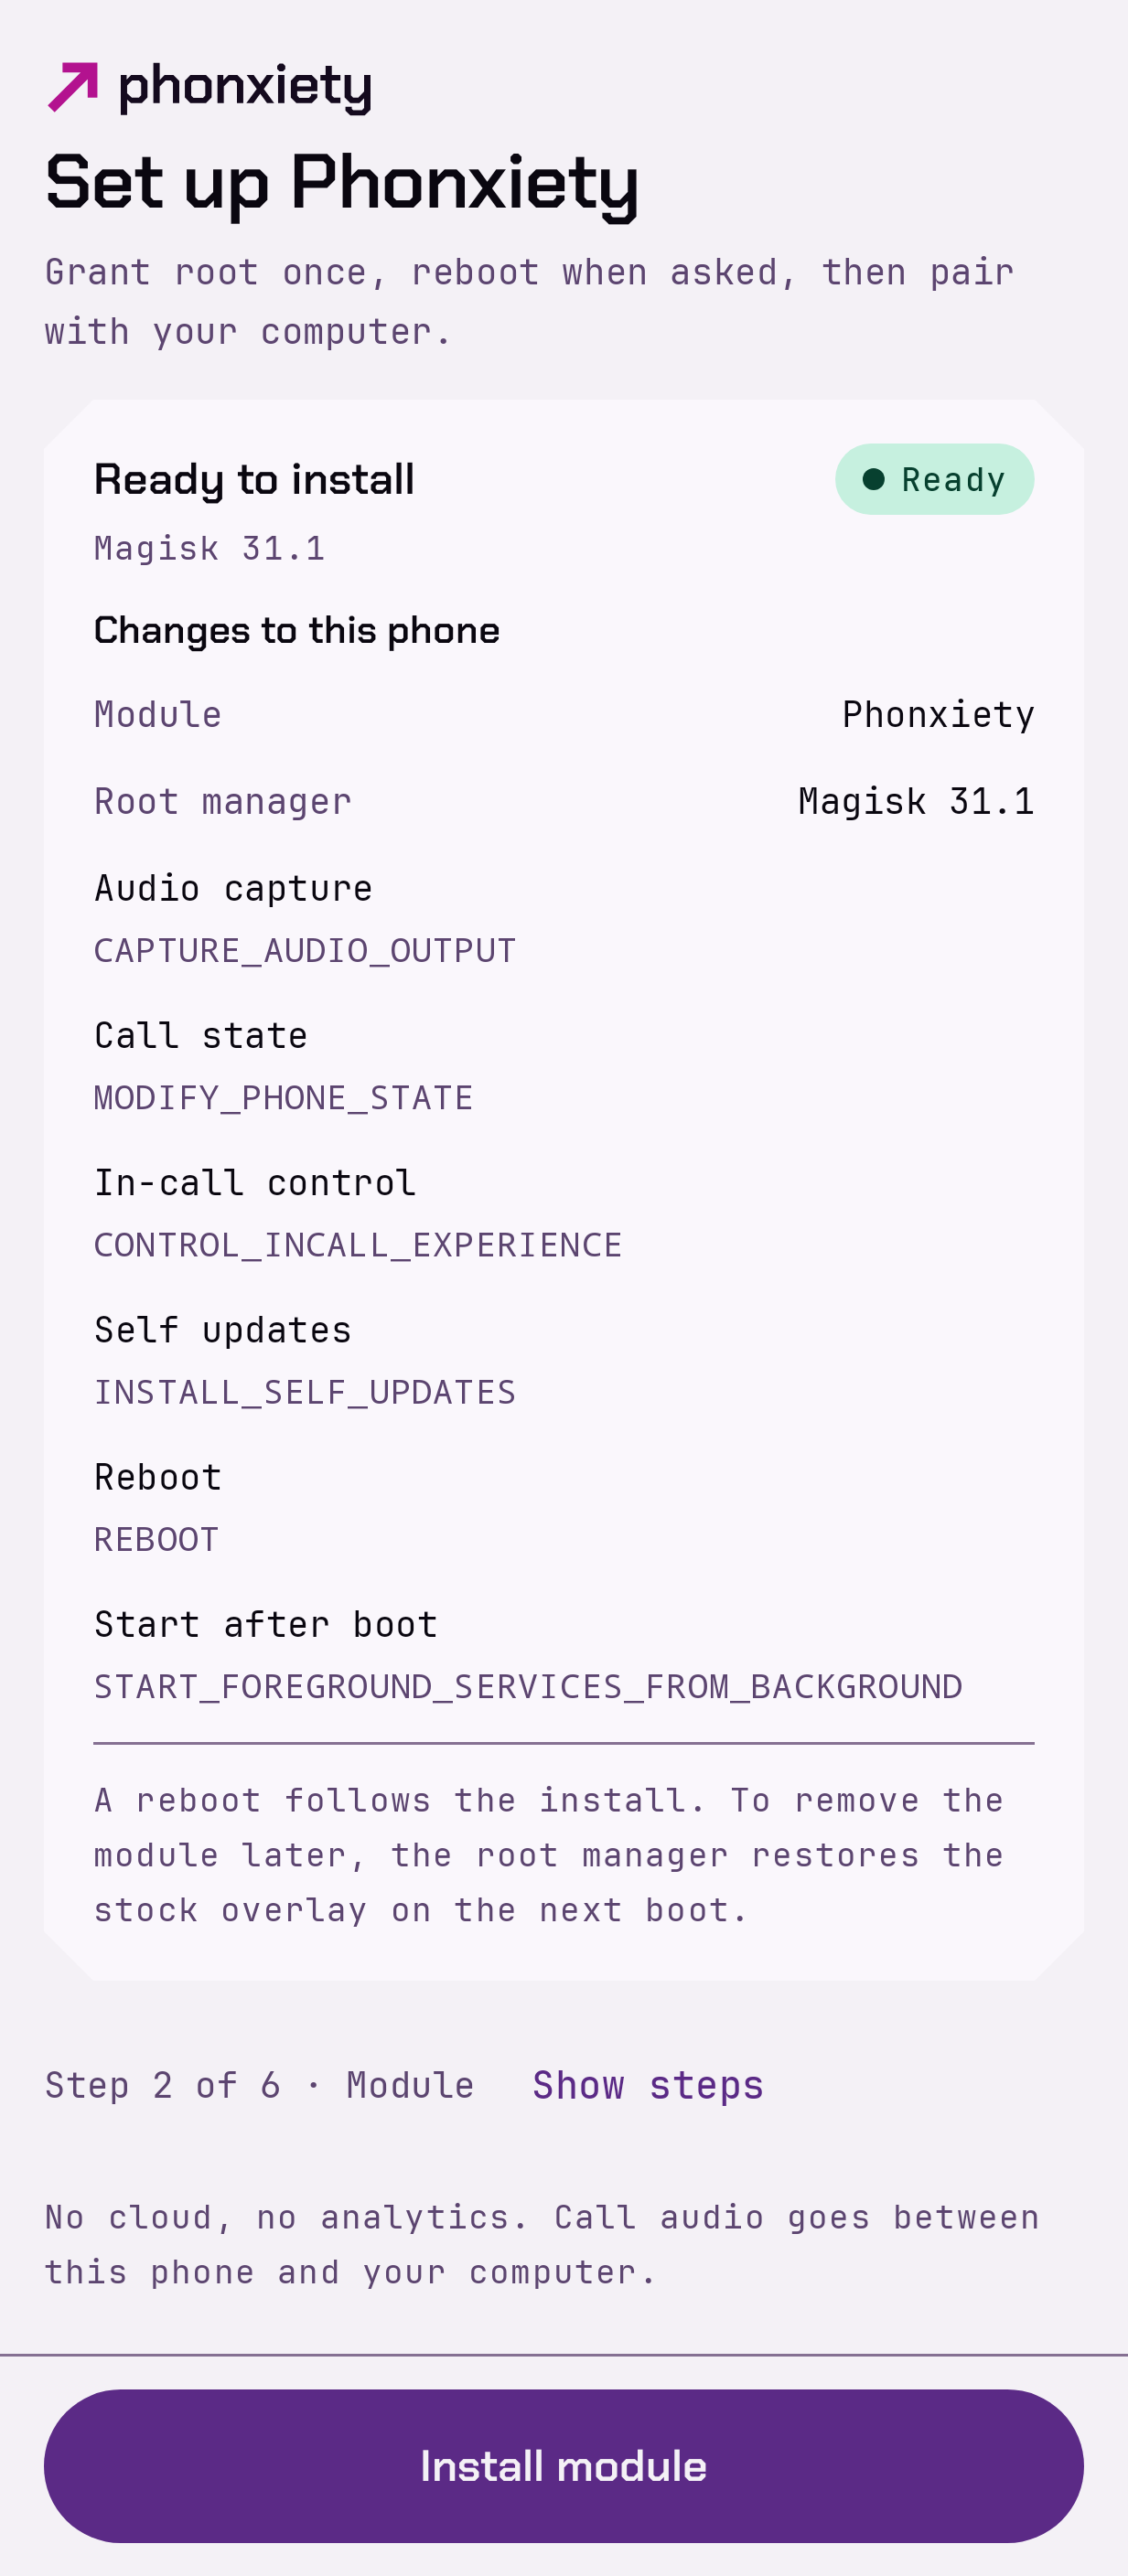 phonxiety
Set up Phonxiety
Grant root once, reboot when asked, then pair
with your computer.
Ready to install
Ready
Magisk 31.1
Changes to this phone
Module Phonxiety
Root manager Magisk 31.1
Audio capture
CAPTURE_AUDIO_OUTPUT
Call state
MODIFY_PHONE_STATE
In-call control
CONTROL_INCALL_EXPERIENCE
Self updates
INSTALL_SELF_UPDATES
Reboot
REBOOT
Start after boot
START_FOREGROUND_SERVICES_FROM_BACKGROUND
A reboot follows the install. To remove the
module later, the root manager restores the
stock overlay on the next boot.
Step 2 of 6 · Module Show steps
No cloud, no analytics. Call audio goes between
this phone and your computer.
Install module